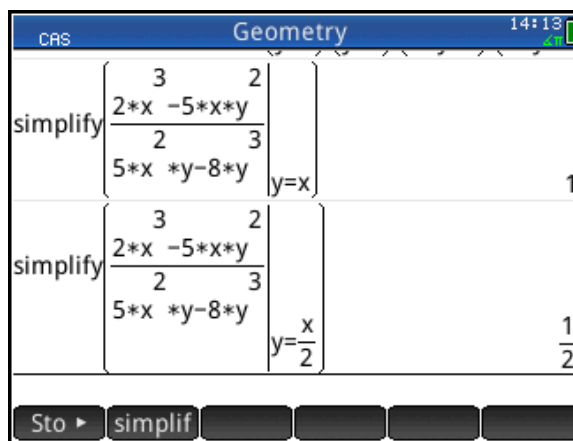 CAS Geometry 14:13
∡π
3 2
2*x -5*x*y
simplify
2 3
5*x *y-8*y
y=x
1
3 2
2*x -5*x*y
simplify
2 3
5*x *y-8*y
y=x/2
1/2
Sto ▸ simplif